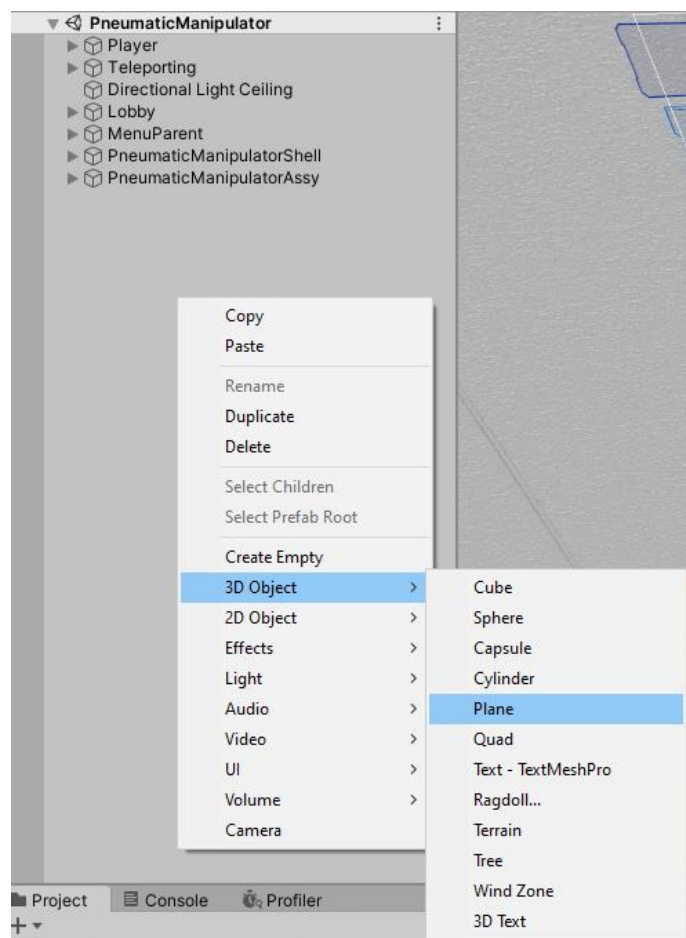 PneumaticManipulator
Player
Teleporting
Directional Light Ceiling
Lobby
MenuParent
PneumaticManipulatorShell
PneumaticManipulatorAssy
Copy
Paste
Rename
Duplicate
Delete
Select Children
Select Prefab Root
Create Empty
3D Object
2D Object
Effects
Light
Audio
Video
UI
Volume
Camera
Cube
Sphere
Capsule
Cylinder
Plane
Quad
Text - TextMeshPro
Ragdoll...
Terrain
Tree
Wind Zone
3D Text
Project
Console
Profiler